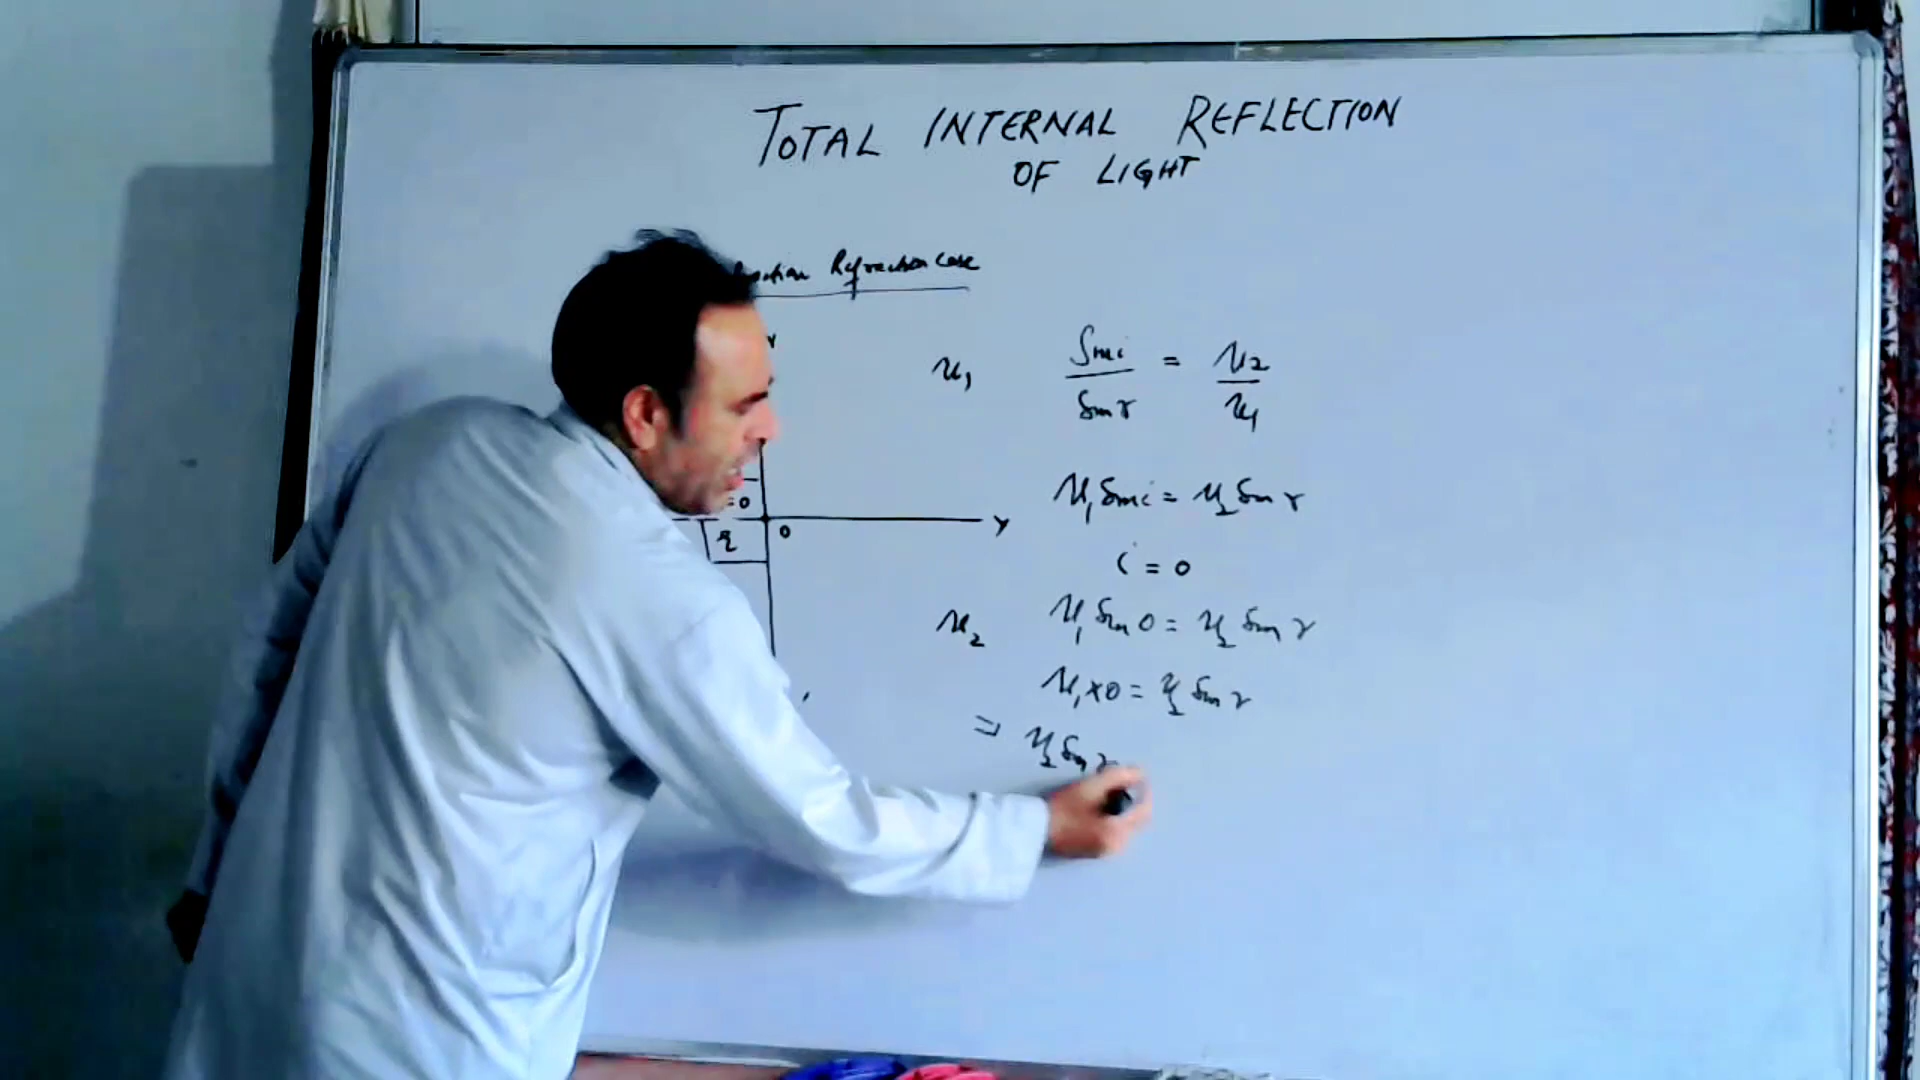 TOTAL INTERNAL REFLECTION
OF LIGHT
Refraction Case
μ₁
Sin i / Sin r = μ₂ / μ₁
μ₁ Sin i = μ₂ Sin r
=0
r
0
Y
i = 0
μ₂
μ₁ Sin 0 = μ₂ Sin r
μ₁ × 0 = μ₂ Sin r
⇒ μ₂ Sin r